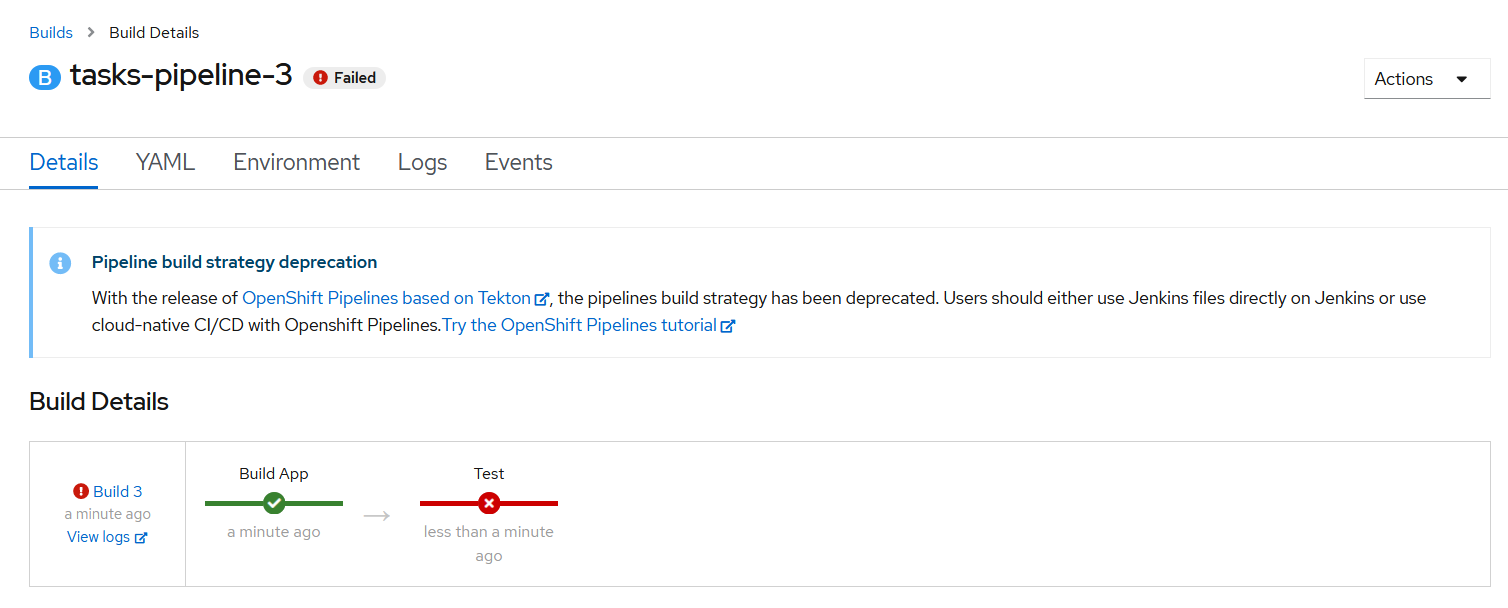 Builds > Build Details
B tasks-pipeline-3 Failed
Actions
Details YAML Environment Logs Events
Pipeline build strategy deprecation
With the release of OpenShift Pipelines based on Tekton, the pipelines build strategy has been deprecated. Users should either use Jenkins files directly on Jenkins or use
cloud-native CI/CD with Openshift Pipelines.Try the OpenShift Pipelines tutorial
Build Details
Build 3
a minute ago
View logs
Build App
a minute ago
Test
less than a minute
ago